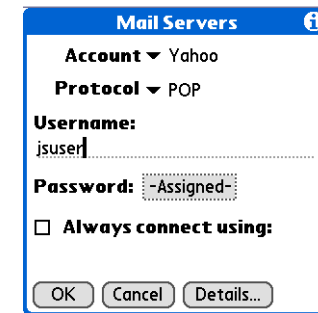 Mail Servers
Account Yahoo
Protocol POP
Username:
jsuser
Password: -Assigned-
Always connect using:
OK Cancel Details...